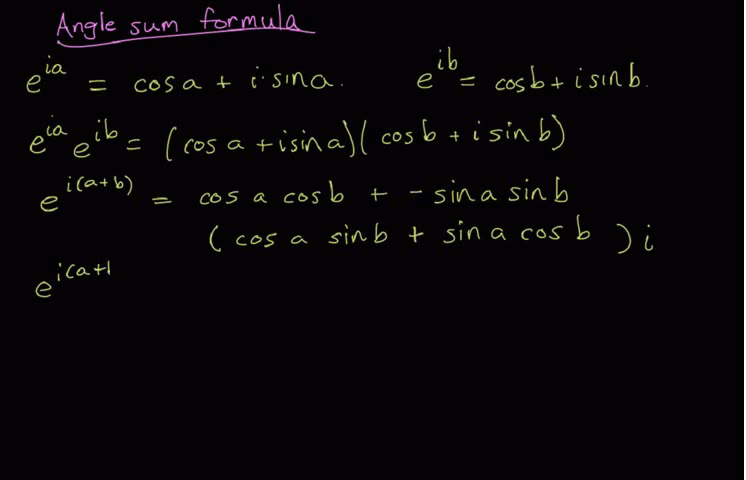 Angle sum formula
e^{ia} = cos a + i · sin a. e^{ib} = cos b + i sin b.
e^{ia} e^{ib} = (cos a + i sin a)(cos b + i sin b)
e^{i(a+b)} = cos a cos b + - sin a sin b
(cos a sin b + sin a cos b) i
e^{i(a+